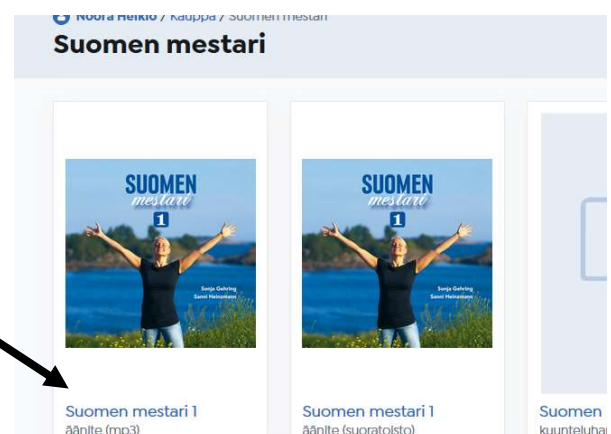 Noora Helkiö / Kauppa / Suomen mestari
Suomen mestari
SUOMEN
mestari
1
Sonja Gehring
Sanni Heinzmann
SUOMEN
mestari
1
Sonja Gehring
Sanni Heinzmann
Suomen mestari 1
äänite (mp3)
Suomen mestari 1
äänite (suoratoisto)
Suomen